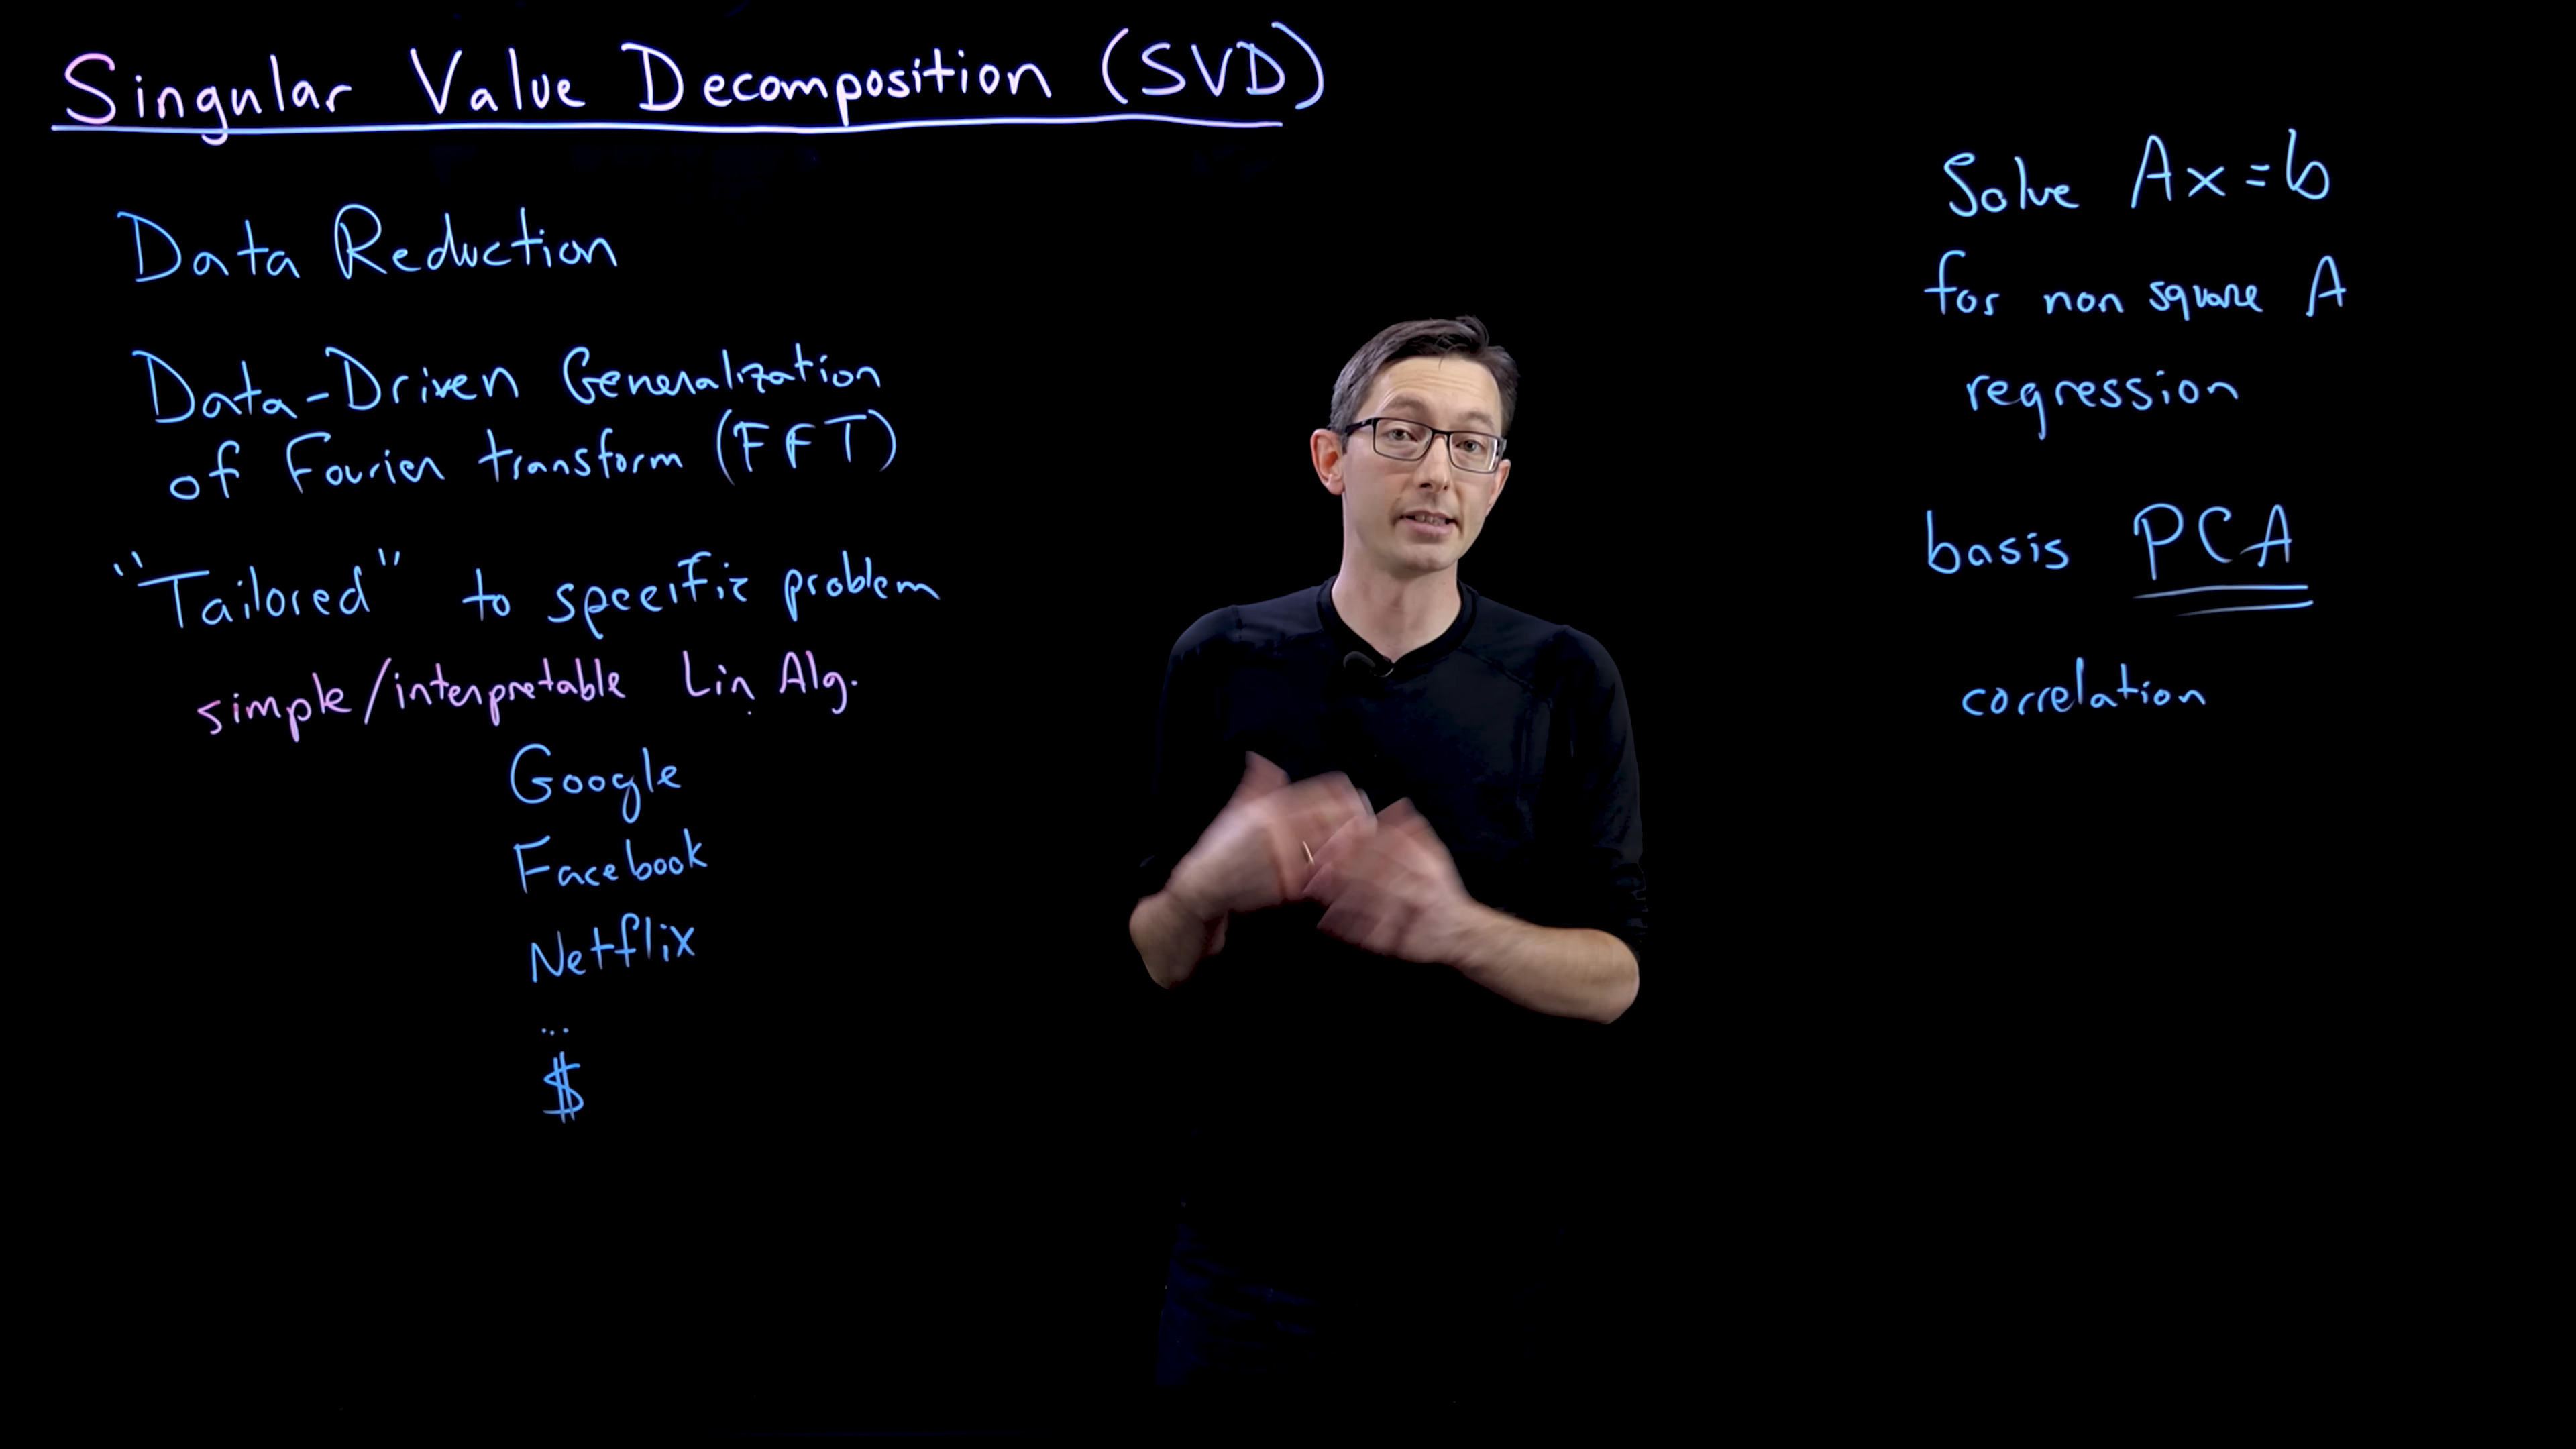 Singular Value Decomposition (SVD)
Data Reduction
Data-Driven Generalization
of Fourier transform (FFT)
"Tailored" to specific problem
simple/interpretable Lin Alg.
Google
Facebook
Netflix
...
$
Solve Ax=b
for non square A
regression
basis PCA
correlation